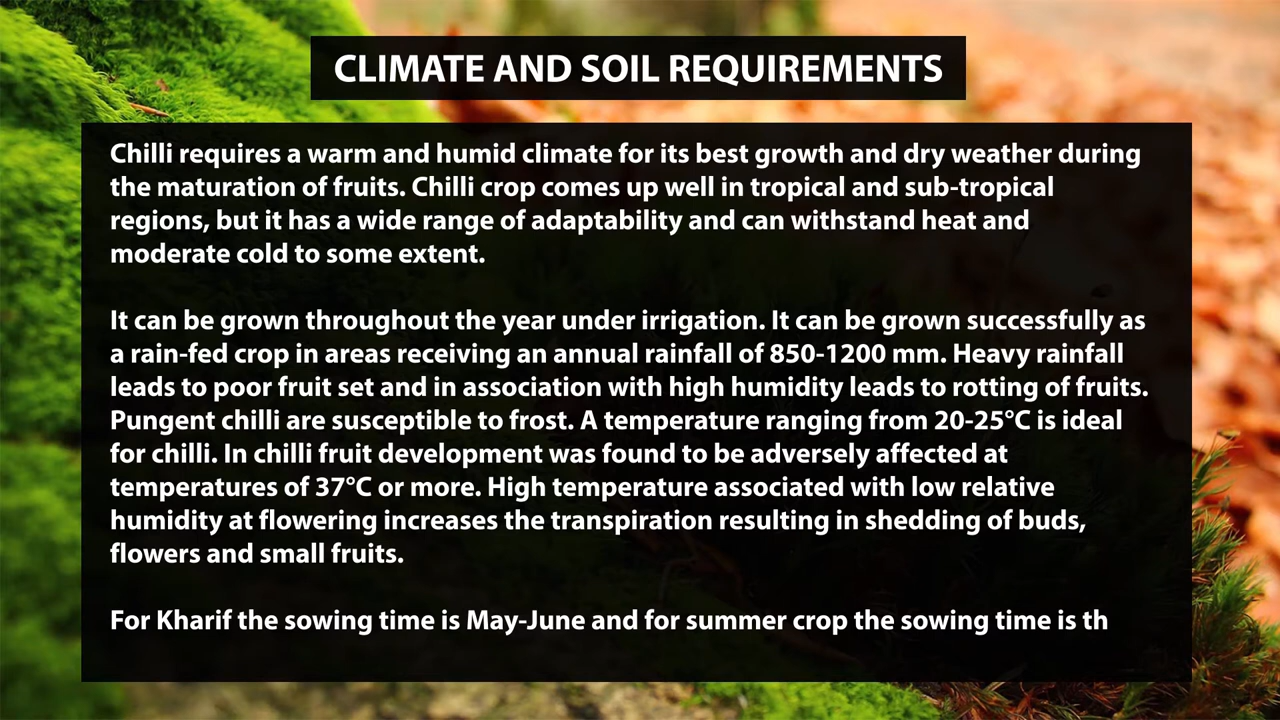 CLIMATE AND SOIL REQUIREMENTS
Chilli requires a warm and humid climate for its best growth and dry weather during
the maturation of fruits. Chilli crop comes up well in tropical and sub-tropical
regions, but it has a wide range of adaptability and can withstand heat and
moderate cold to some extent.
It can be grown throughout the year under irrigation. It can be grown successfully as
a rain-fed crop in areas receiving an annual rainfall of 850-1200 mm. Heavy rainfall
leads to poor fruit set and in association with high humidity leads to rotting of fruits.
Pungent chilli are susceptible to frost. A temperature ranging from 20-25°C is ideal
for chilli. In chilli fruit development was found to be adversely affected at
temperatures of 37°C or more. High temperature associated with low relative
humidity at flowering increases the transpiration resulting in shedding of buds,
flowers and small fruits.
For Kharif the sowing time is May-June and for summer crop the sowing time is th